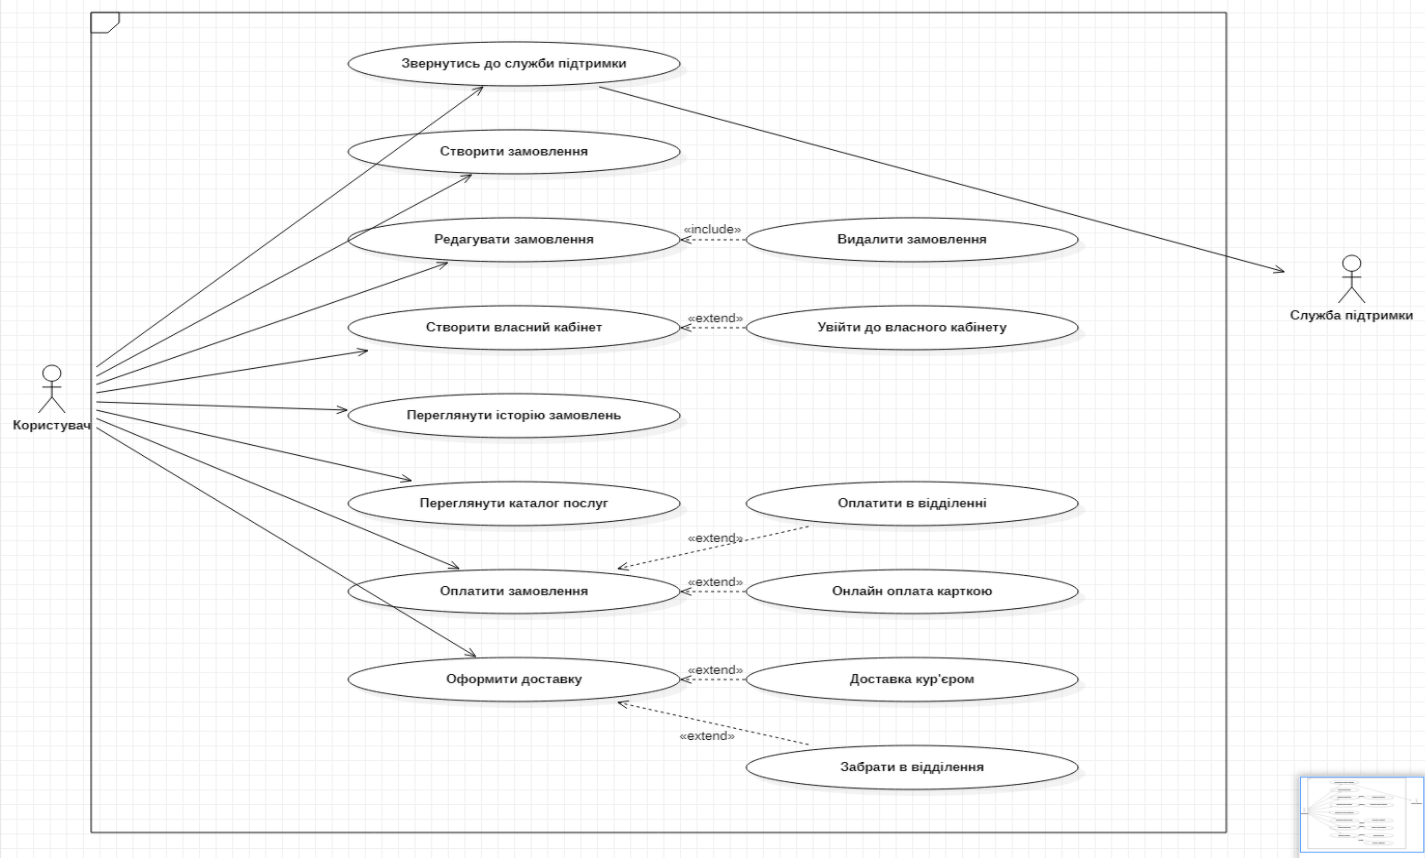 Звернутись до служби підтримки
Створити замовлення
Редагувати замовлення
«include»
Видалити замовлення
Створити власний кабінет
«extend»
Увійти до власного кабінету
Служба підтримки
Користувач
Переглянути історію замовлень
Переглянути каталог послуг
Оплатити в відділенні
«extend»
Оплатити замовлення
«extend»
Онлайн оплата карткою
Оформити доставку
«extend»
Доставка кур'єром
«extend»
Забрати в відділення